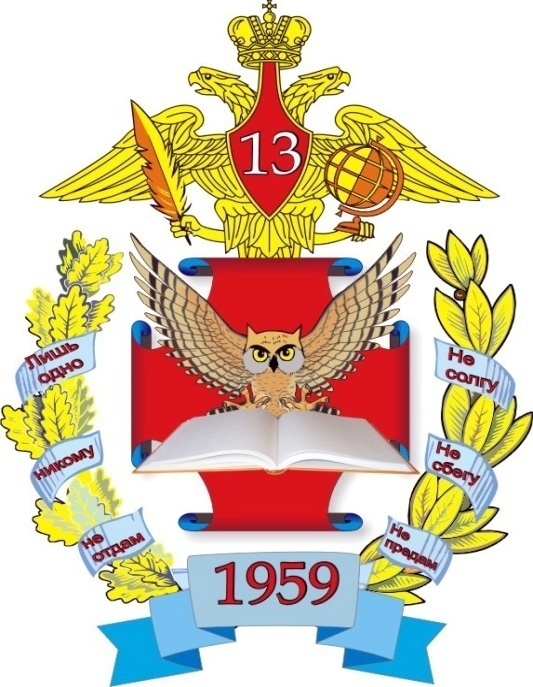 13
Лишь
одно
никому
не
отдам
Не
солгу
Не
сбегу
Не
предам
1959